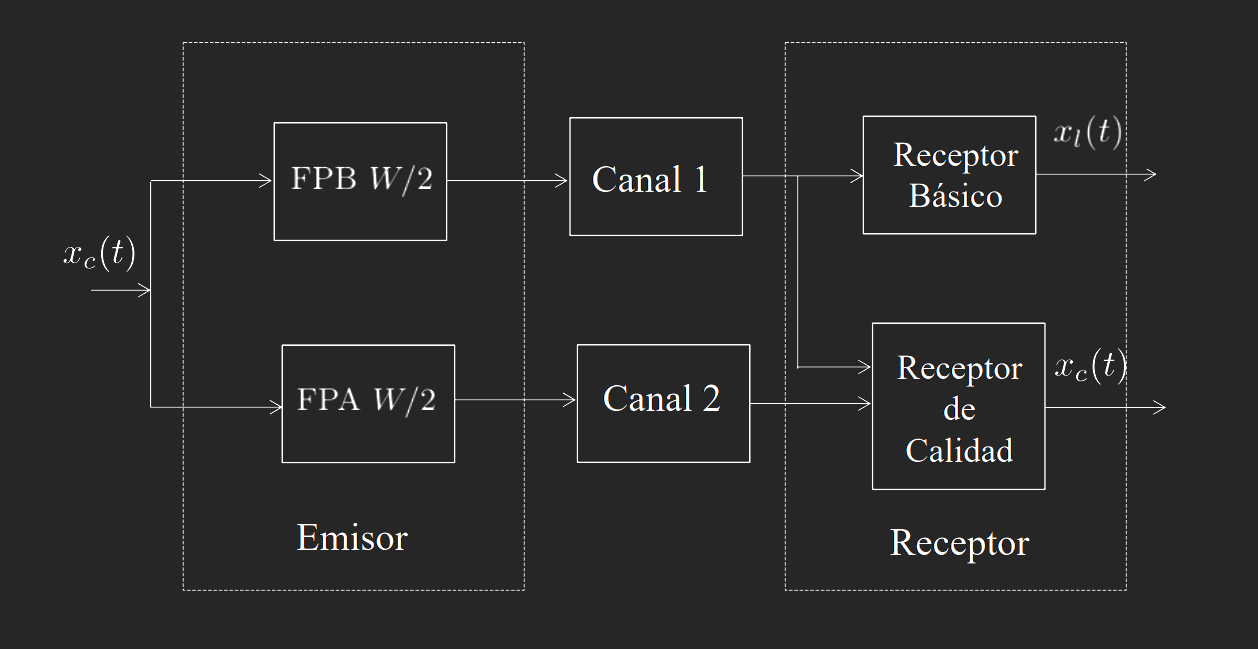 x_l(t)
Receptor
Básico
FPB W/2
Canal 1
x_c(t)
FPA W/2
Canal 2
Receptor
de
Calidad
x_c(t)
Emisor
Receptor